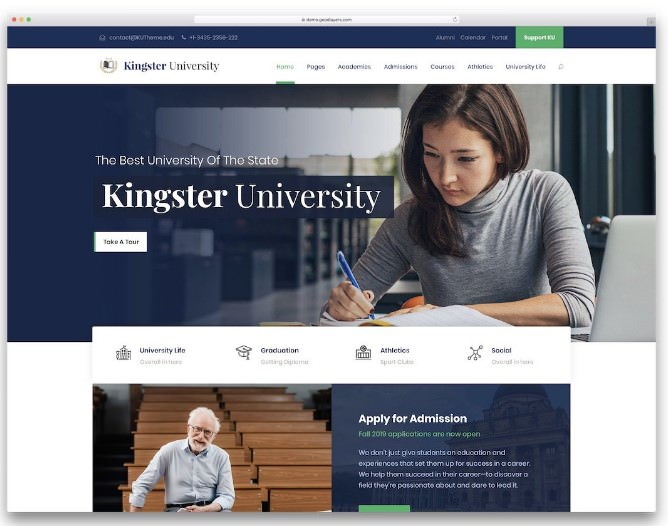 demo.goodlayers.com
contact@KUTheme.edu +1-3435-2356-222 Alumni Calendar Portal Support KU
Kingster University Home Pages Academics Admissions Courses Athletics University Life
The Best University Of The State
Kingster University
Take A Tour
University Life Graduation Athletics Social
Overall in here Getting Diploma Sport Clubs Overall in here
Apply for Admission
Fall 2019 applications are now open
We don't just give students an education and
experiences that set them up for success in a career.
We help them succeed in their career—to discover a
field they're passionate about and dare to lead it.